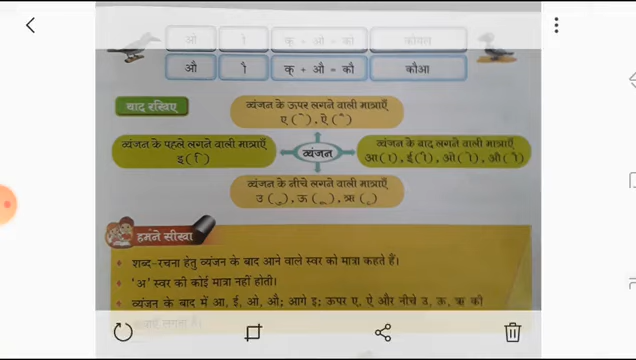 ओ ो क् + ओ = को कोयल
औ ौ क् + औ = कौ कौआ
याद रखिए
व्यंजन के ऊपर लगने वाली मात्राएँ
ए ( े ), ऐ ( ै )
व्यंजन के पहले लगने वाली मात्राएँ
इ ( ि )
व्यंजन
व्यंजन के बाद लगने वाली मात्राएँ
आ ( ा ), ई ( ी ), ओ ( ो ), औ ( ौ )
व्यंजन के नीचे लगने वाली मात्राएँ
उ ( ु ), ऊ ( ू ), ऋ ( ृ )
हमने सीखा
शब्द-रचना हेतु व्यंजन के बाद आने वाले स्वर को मात्रा कहते हैं।
'अ' स्वर की कोई मात्रा नहीं होती।
व्यंजन के बाद में आ, ई, ओ, औ; आगे इ; ऊपर ए, ऐ और नीचे उ, ऊ, ऋ की